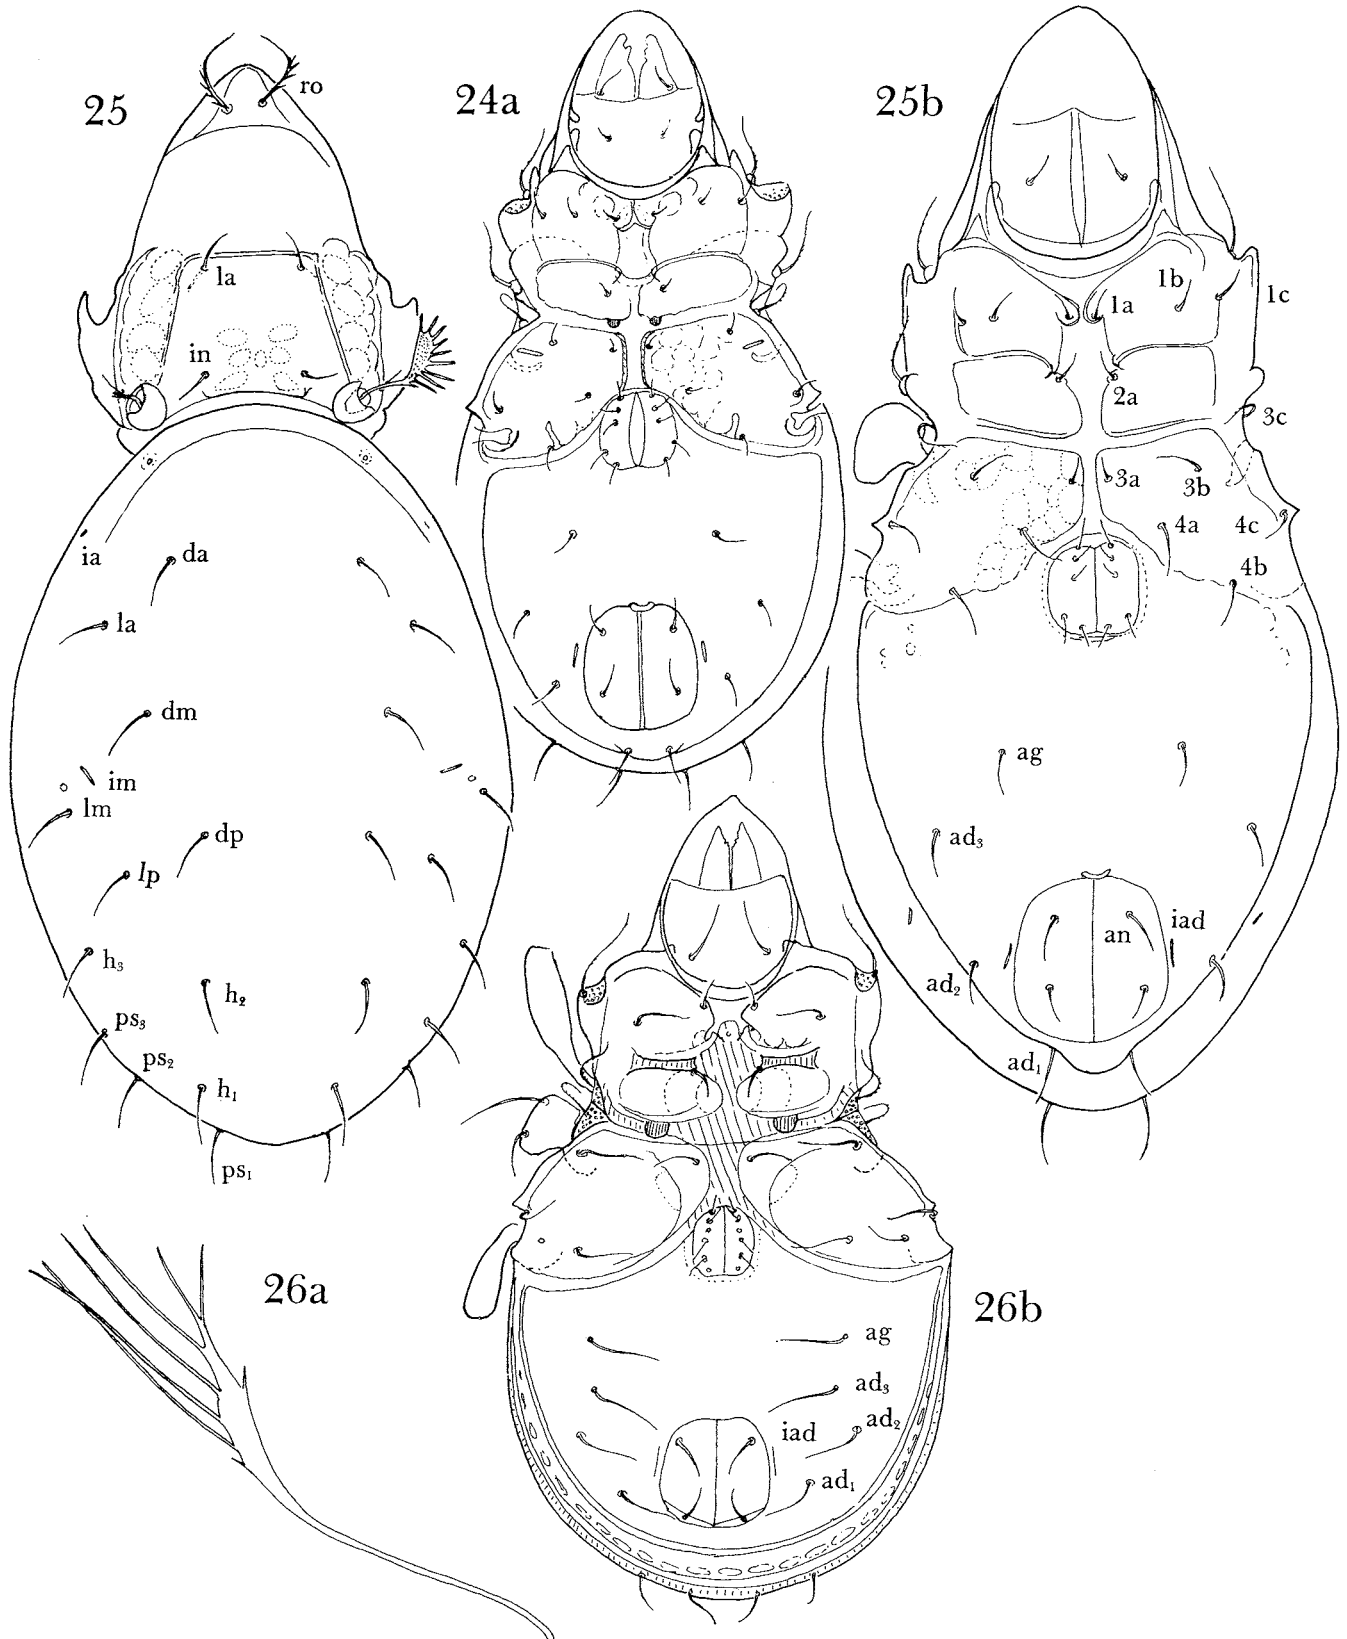 25
ro
la
in
ia
da
la
dm
im
lm
dp
lp
h₃
h₂
ps₃
ps₂
h₁
ps₁
24a
25b
1b
1c
1a
2a
3c
3a
3b
4a
4c
4b
ag
ad₃
an
iad
ad₂
ad₁
26a
26b
ag
ad₃
iad
ad₂
ad₁